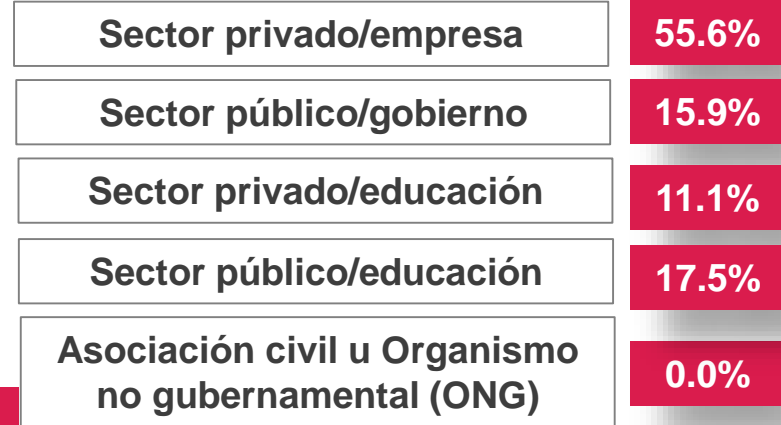 Sector privado/empresa 55.6%
Sector público/gobierno 15.9%
Sector privado/educación 11.1%
Sector público/educación 17.5%
Asociación civil u Organismo
no gubernamental (ONG) 0.0%